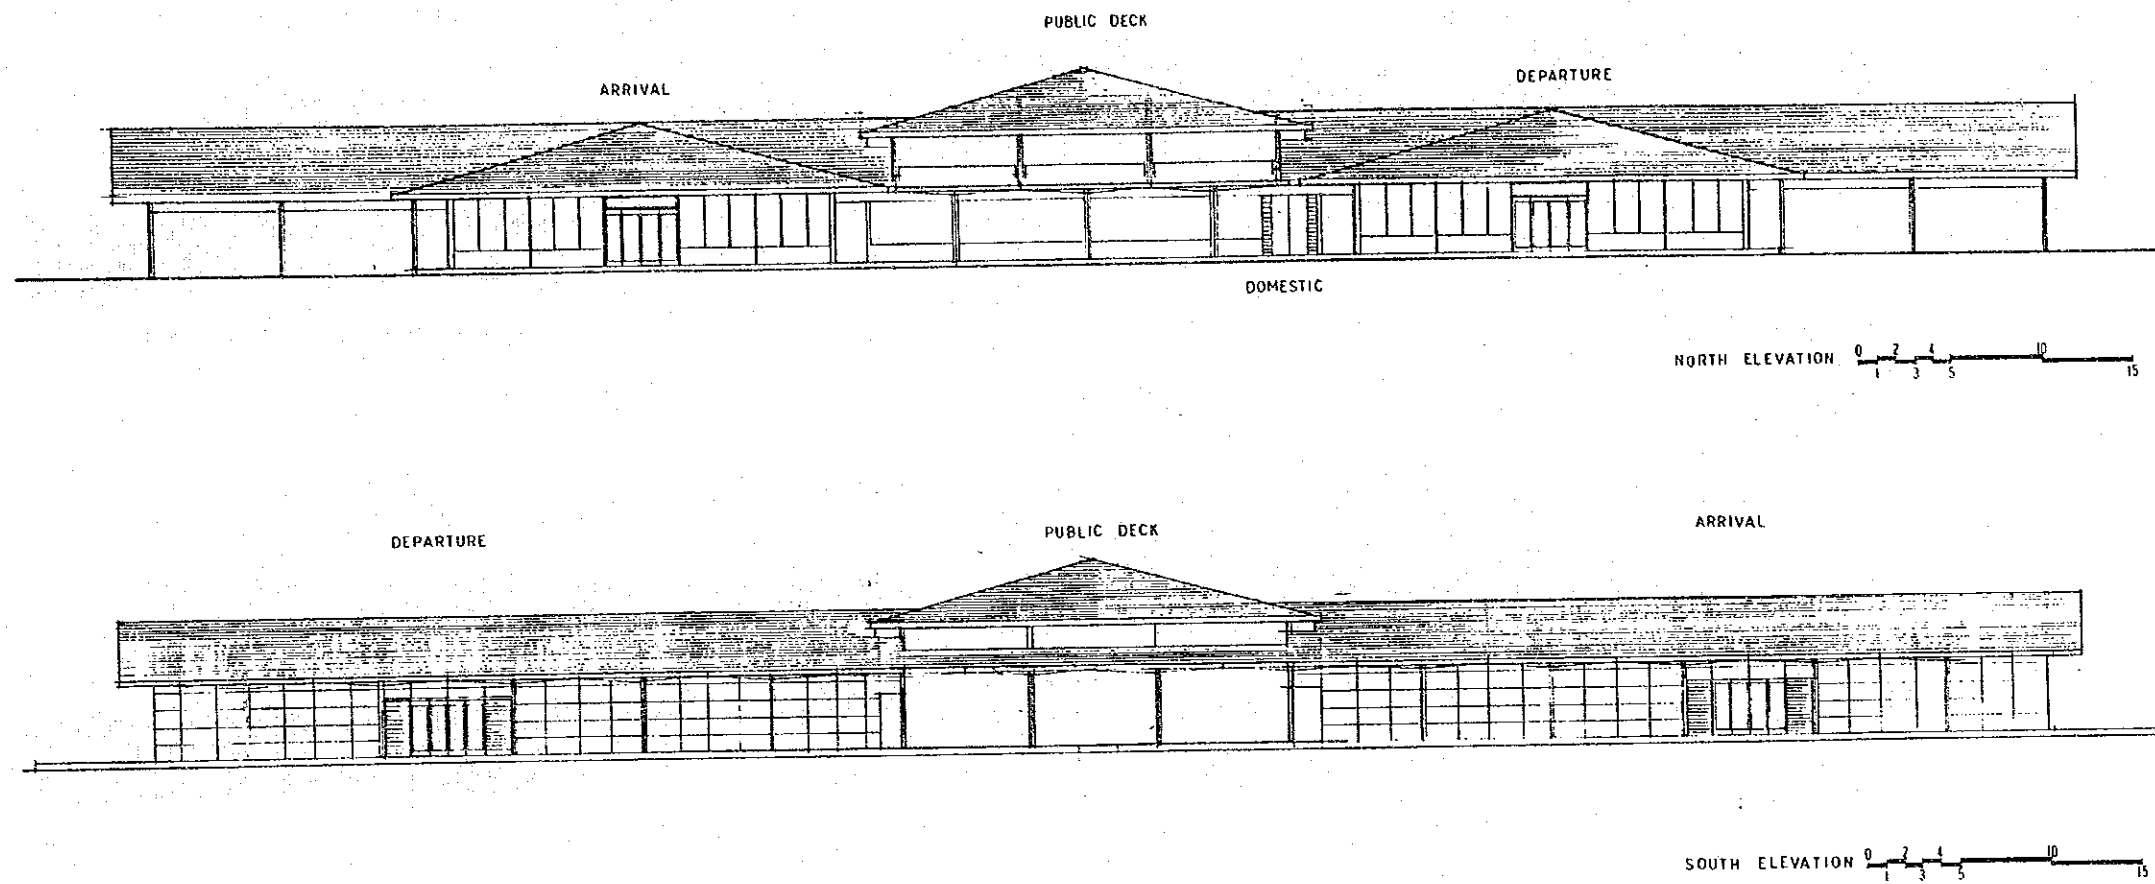 PUBLIC DECK
ARRIVAL
DEPARTURE
DOMESTIC
NORTH ELEVATION 0 2 4 10
1 3 5 15
DEPARTURE
PUBLIC DECK
ARRIVAL
SOUTH ELEVATION 0 2 4 10
1 3 5 15